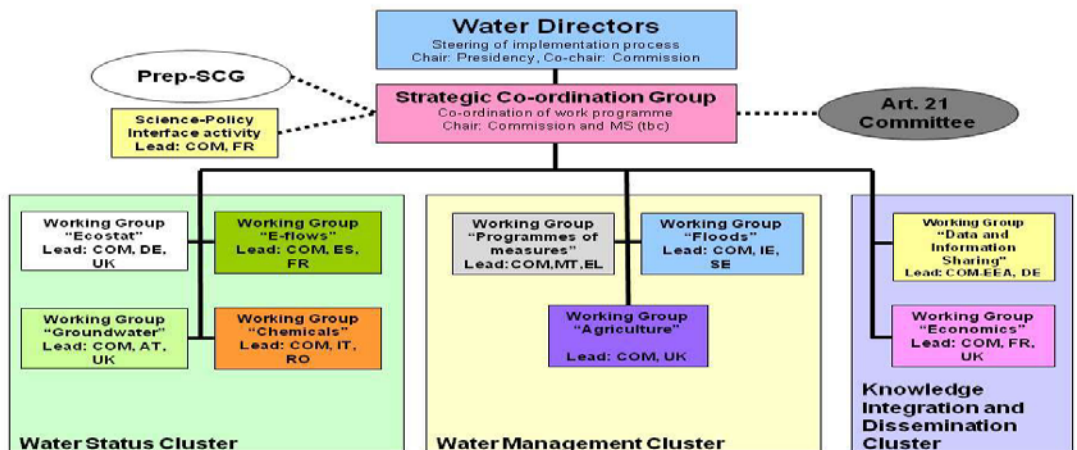 Water Directors
Steering of implementation process
Chair: Presidency, Co-chair: Commission
Prep-SCG
Strategic Co-ordination Group
Co-ordination of work programme
Chair: Commission and MS (tbc)
Art. 21
Committee
Science-Policy
Interface activity
Lead: COM, FR
Working Group
"Ecostat"
Lead: COM, DE,
UK
Working Group
"E-flows"
Lead: COM, ES,
FR
Working Group
"Groundwater"
Lead: COM, AT,
UK
Working Group
"Chemicals"
Lead: COM, IT,
RO
Water Status Cluster
Working Group
"Programmes of
measures"
Lead:COM,MT,EL
Working Group
"Floods"
Lead: COM, IE,
SE
Working Group
"Agriculture"
Lead: COM, UK
Water Management Cluster
Working Group
"Data and
Information
Sharing"
Lead: COM-EEA, DE
Working Group
"Economics"
Lead: COM, FR,
UK
Knowledge
Integration and
Dissemination
Cluster